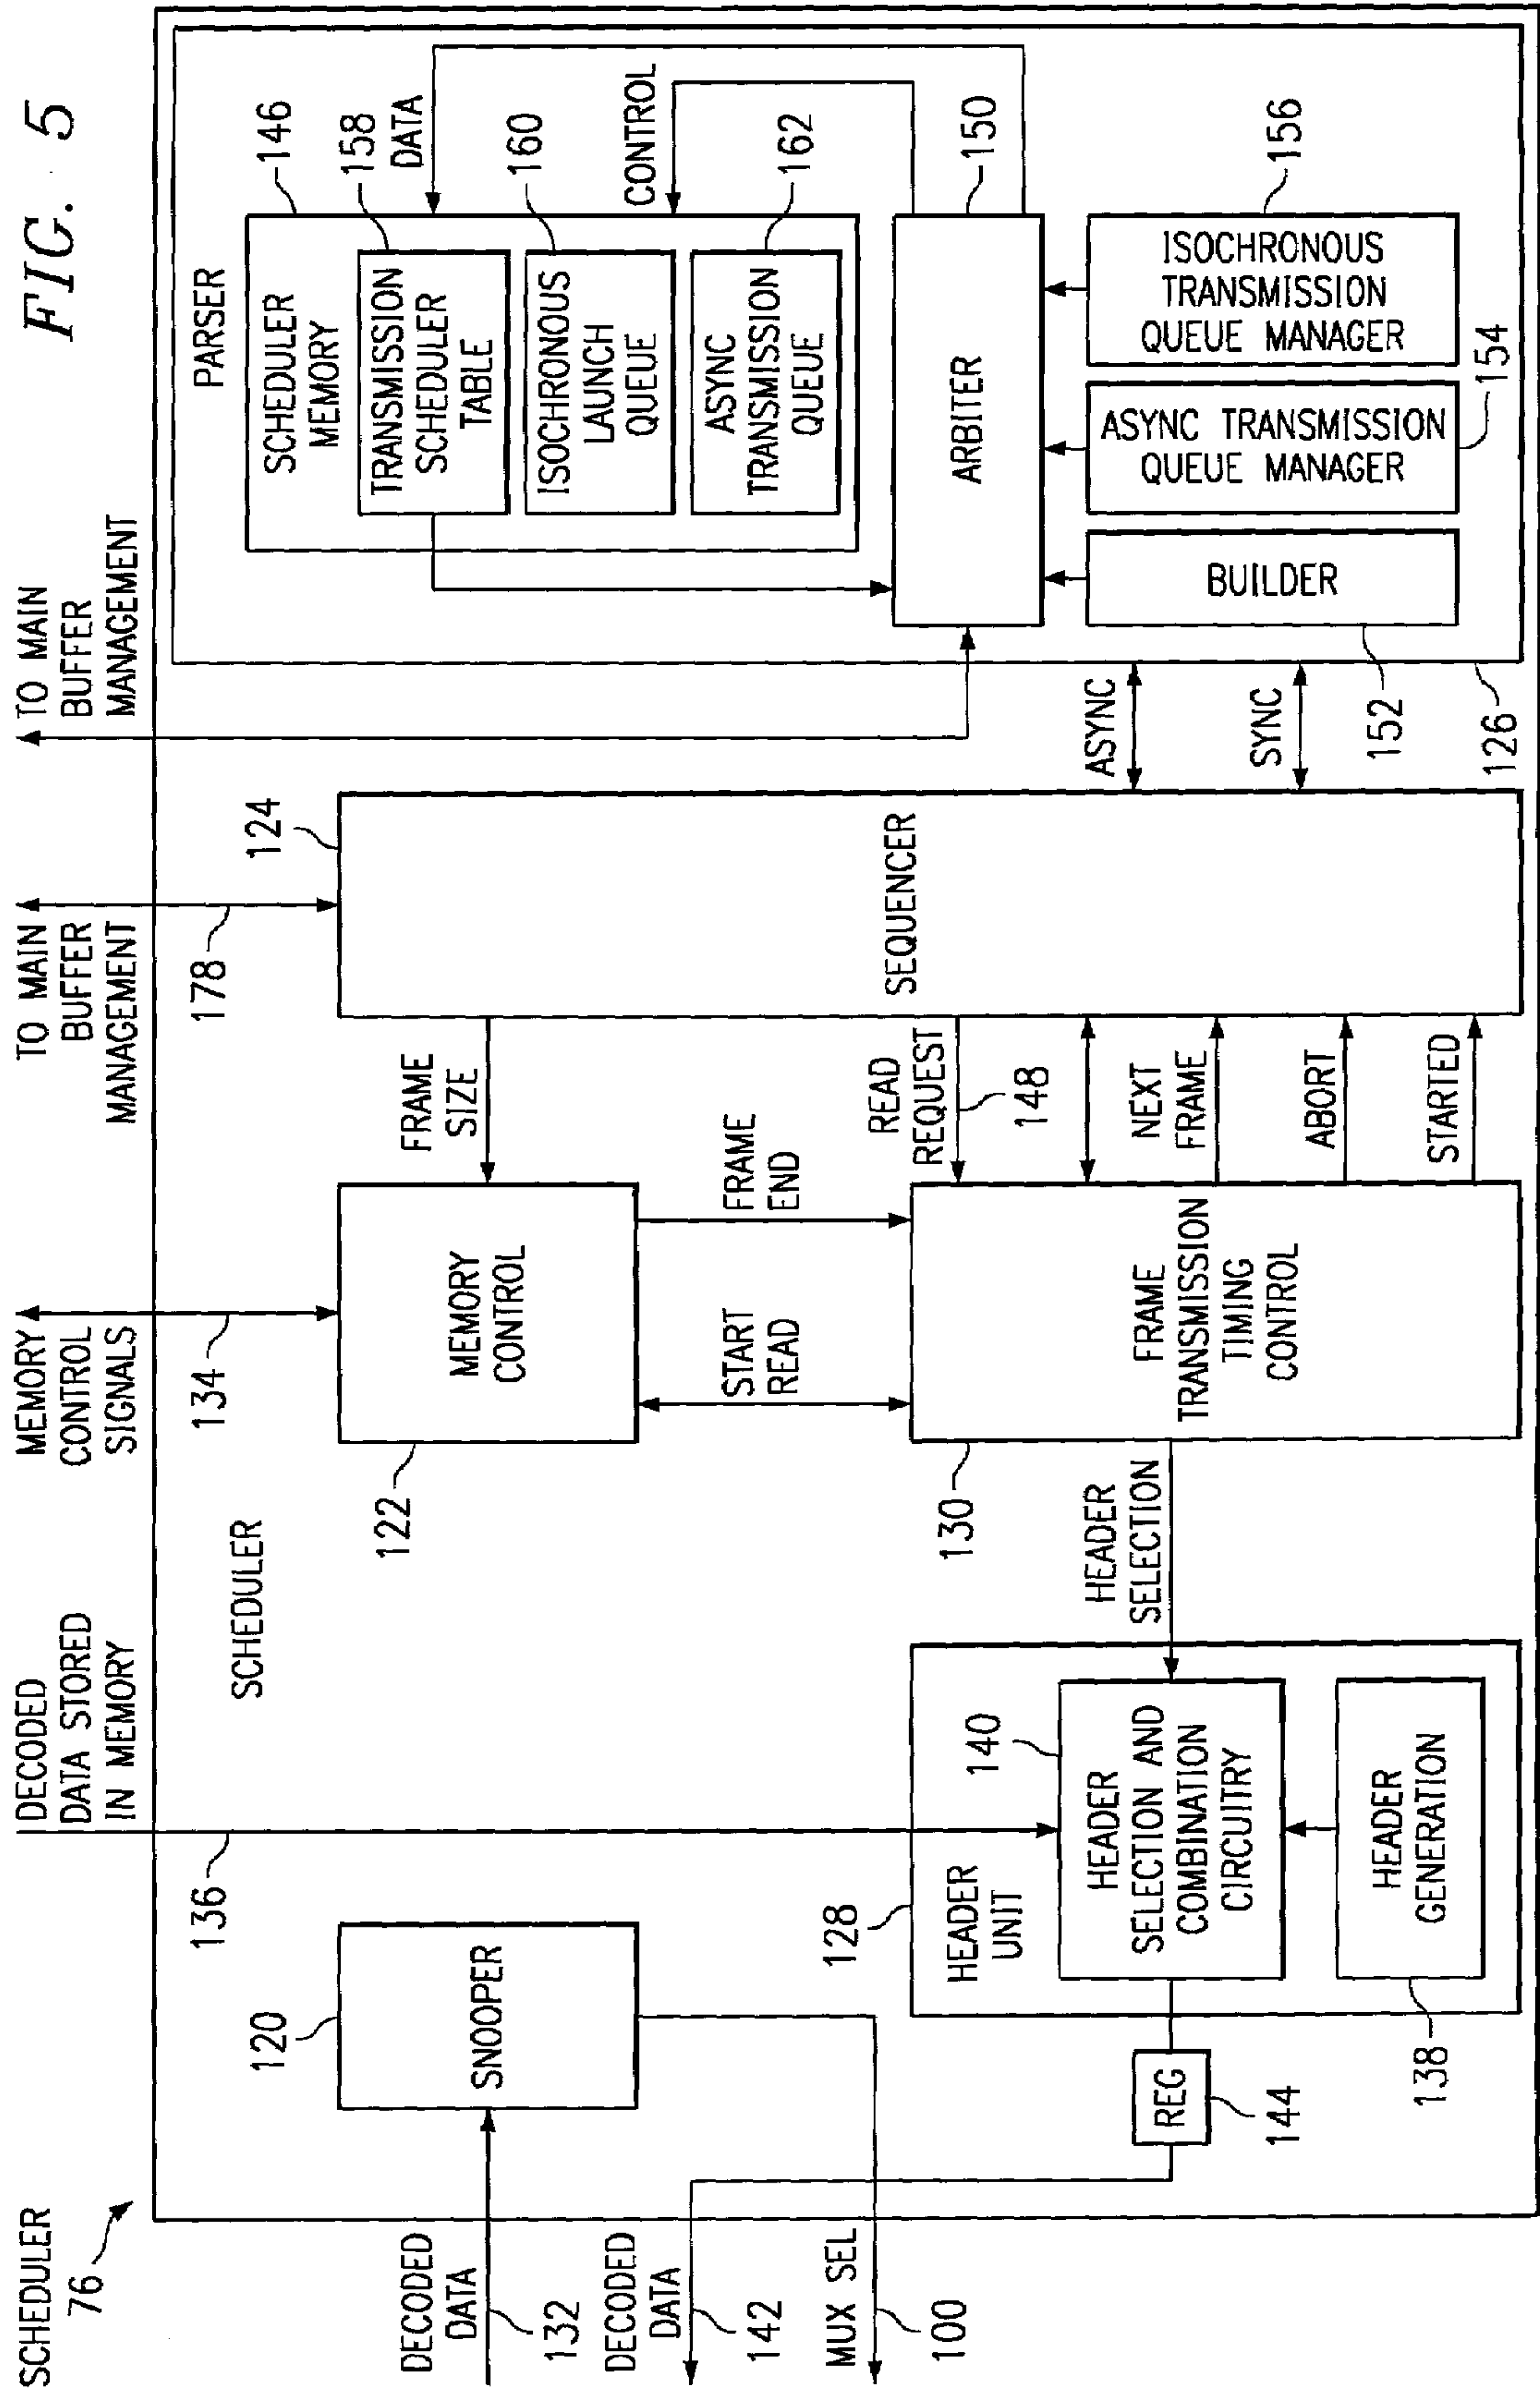 FIG. 5
SCHEDULER
76
DECODED
DATA STORED
IN MEMORY
MEMORY
CONTROL
SIGNALS
TO MAIN
BUFFER
MANAGEMENT
TO MAIN
BUFFER
MANAGEMENT
136
134
178
SCHEDULER
DECODED
DATA
132
DECODED
DATA
142
MUX SEL
100
120
SNOOPER
122
MEMORY
CONTROL
FRAME
SIZE
124
SEQUENCER
START
READ
FRAME
END
READ
REQUEST
148
NEXT
FRAME
ABORT
STARTED
130
FRAME
TRANSMISSION
TIMING
CONTROL
HEADER
SELECTION
128
HEADER
UNIT
140
HEADER
SELECTION AND
COMBINATION
CIRCUITRY
HEADER
GENERATION
138
REG
144
ASYNC
SYNC
PARSER
146
SCHEDULER
MEMORY
158
TRANSMISSION
SCHEDULER
TABLE
DATA
160
ISOCHRONOUS
LAUNCH
QUEUE
CONTROL
162
ASYNC
TRANSMISSION
QUEUE
ARBITER
150
BUILDER
152
ASYNC TRANSMISSION
QUEUE MANAGER
154
ISOCHRONOUS
TRANSMISSION
QUEUE MANAGER
156
126